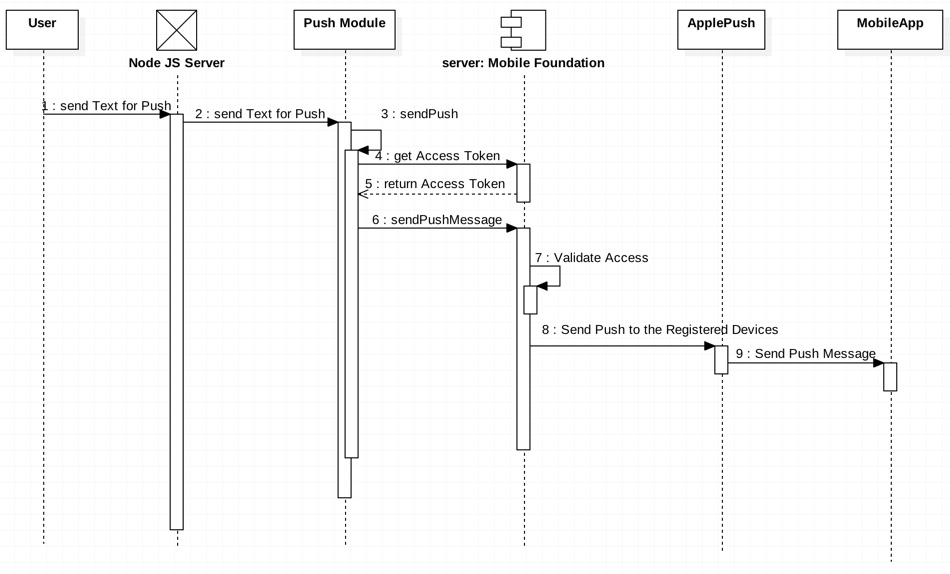 User
Push Module
ApplePush
MobileApp
Node JS Server
server: Mobile Foundation
1 : send Text for Push
2 : send Text for Push
3 : sendPush
4 : get Access Token
5 : return Access Token
6 : sendPushMessage
7 : Validate Access
8 : Send Push to the Registered Devices
9 : Send Push Message